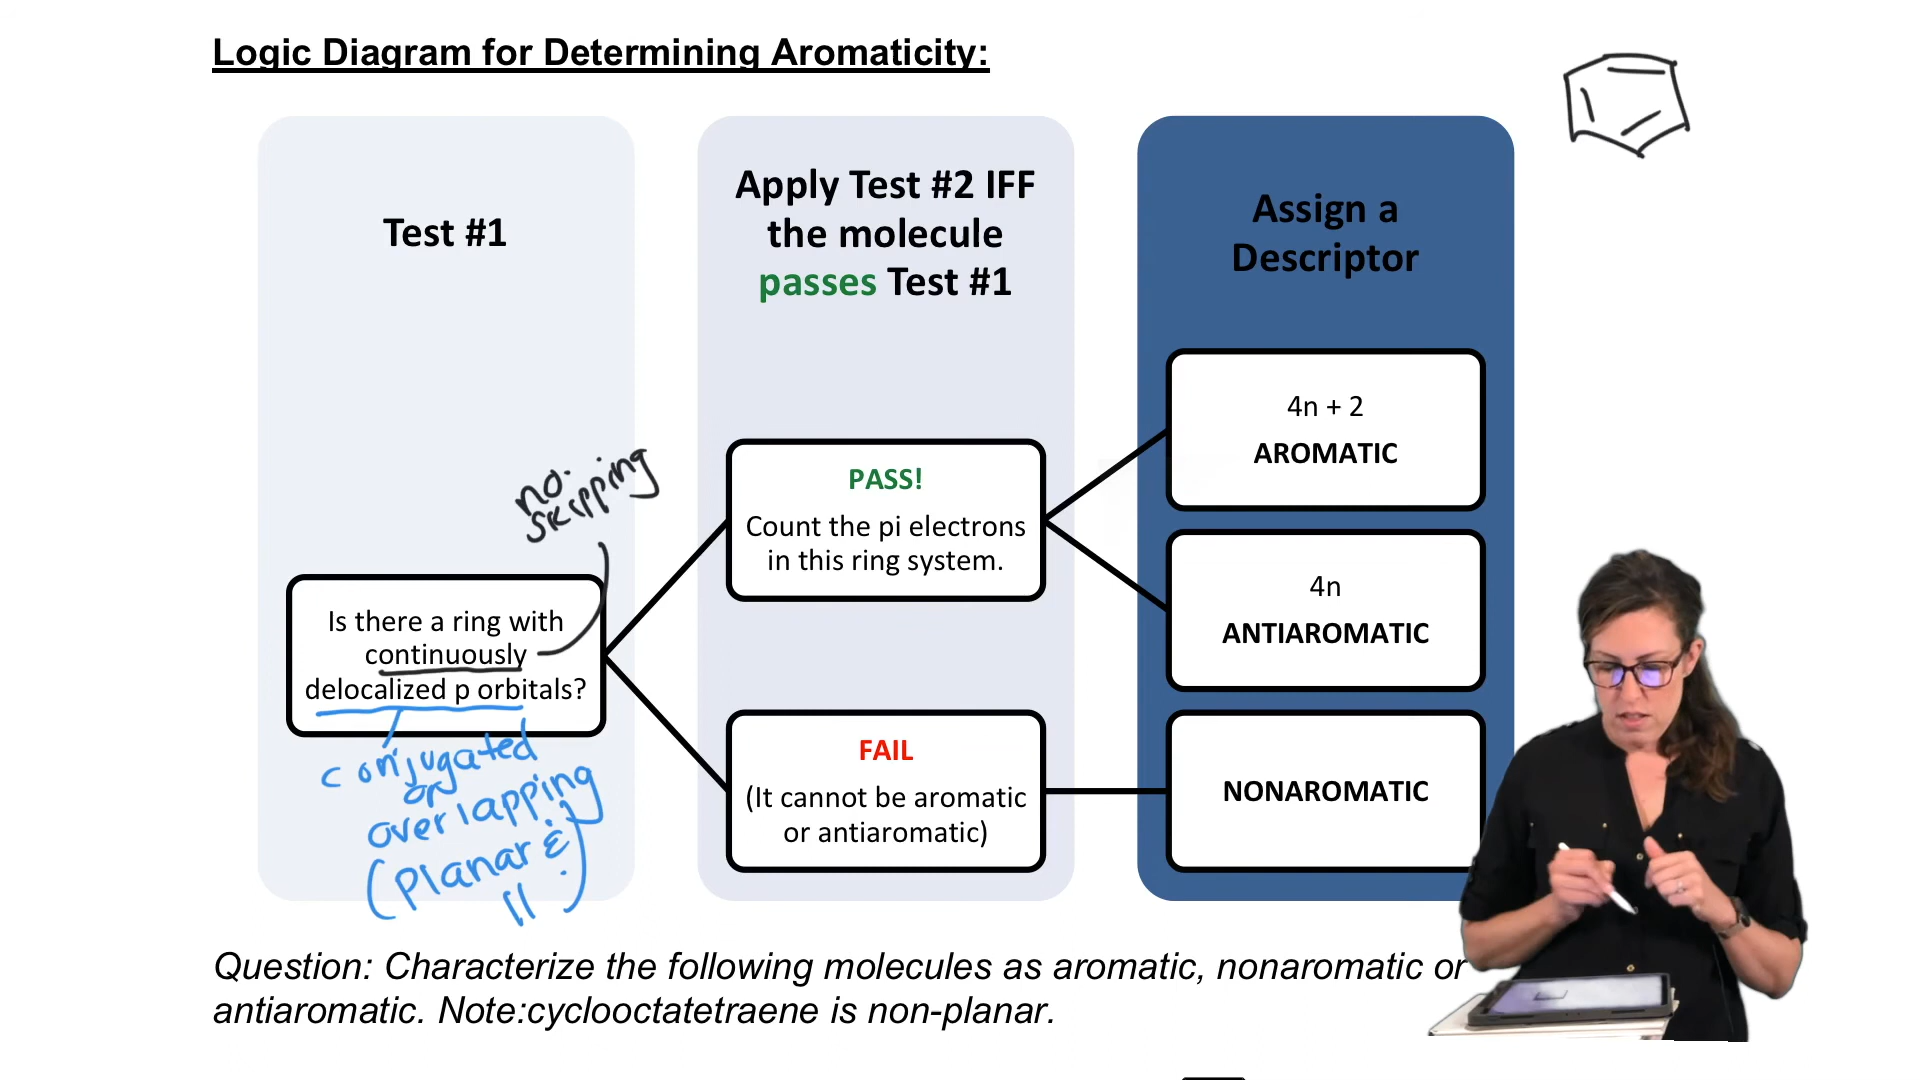 Logic Diagram for Determining Aromaticity:
Test #1
Apply Test #2 IFF
the molecule
passes Test #1
Assign a
Descriptor
no
skipping
Is there a ring with
continuously
delocalized p orbitals?
conjugated
or
overlapping
(planar &
||)
PASS!
Count the pi electrons
in this ring system.
FAIL
(It cannot be aromatic
or antiaromatic)
4n + 2
AROMATIC
4n
ANTIAROMATIC
NONAROMATIC
Question: Characterize the following molecules as aromatic, nonaromatic or
antiaromatic. Note:cyclooctatetraene is non-planar.